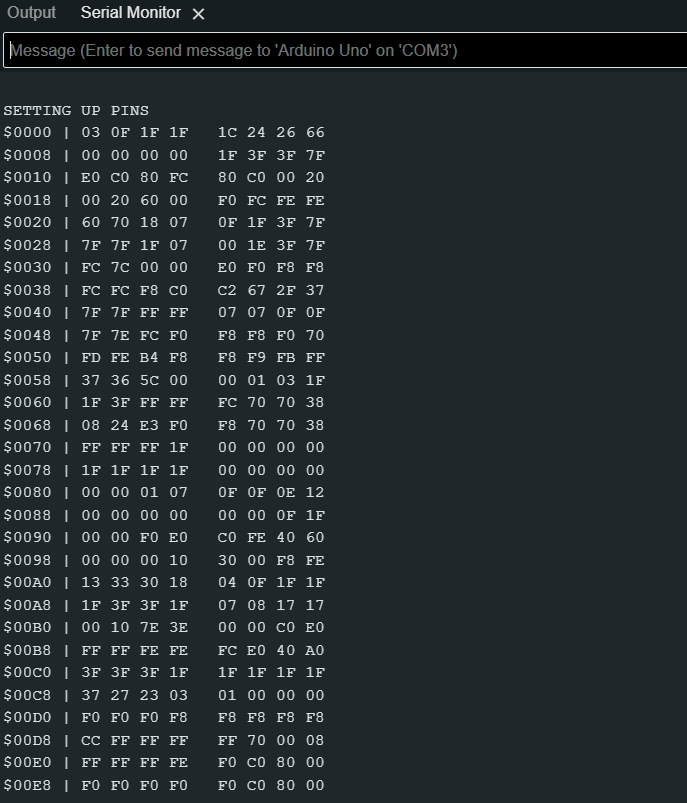 Output Serial Monitor
Message (Enter to send message to 'Arduino Uno' on 'COM3')
SETTING UP PINS
$0000 | 03 0F 1F 1F 1C 24 26 66
$0008 | 00 00 00 00 1F 3F 3F 7F
$0010 | E0 C0 80 FC 80 C0 00 20
$0018 | 00 20 60 00 F0 FC FE FE
$0020 | 60 70 18 07 0F 1F 3F 7F
$0028 | 7F 7F 1F 07 00 1E 3F 7F
$0030 | FC 7C 00 00 E0 F0 F8 F8
$0038 | FC FC F8 C0 C2 67 2F 37
$0040 | 7F 7F FF FF 07 07 0F 0F
$0048 | 7F 7E FC F0 F8 F8 F0 70
$0050 | FD FE B4 F8 F8 F9 FB FF
$0058 | 37 36 5C 00 00 01 03 1F
$0060 | 1F 3F FF FF FC 70 70 38
$0068 | 08 24 E3 F0 F8 70 70 38
$0070 | FF FF FF 1F 00 00 00 00
$0078 | 1F 1F 1F 1F 00 00 00 00
$0080 | 00 00 01 07 0F 0F 0E 12
$0088 | 00 00 00 00 00 00 0F 1F
$0090 | 00 00 F0 E0 C0 FE 40 60
$0098 | 00 00 00 10 30 00 F8 FE
$00A0 | 13 33 30 18 04 0F 1F 1F
$00A8 | 1F 3F 3F 1F 07 08 17 17
$00B0 | 00 10 7E 3E 00 00 C0 E0
$00B8 | FF FF FE FE FC E0 40 A0
$00C0 | 3F 3F 3F 1F 1F 1F 1F 1F
$00C8 | 37 27 23 03 01 00 00 00
$00D0 | F0 F0 F0 F8 F8 F8 F8 F8
$00D8 | CC FF FF FF FF 70 00 08
$00E0 | FF FF FF FE F0 C0 80 00
$00E8 | F0 F0 F0 F0 F0 C0 80 00